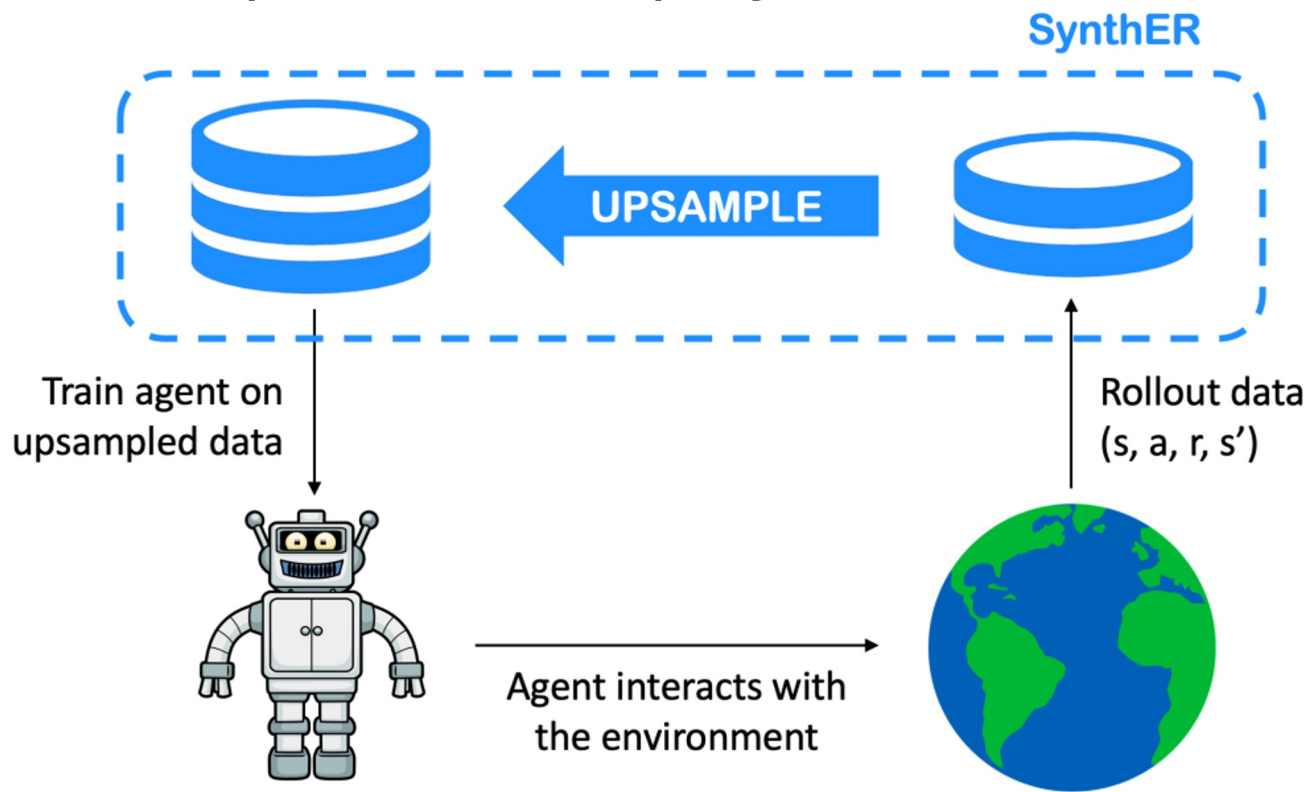 SynthER
UPSAMPLE
Train agent on
upsampled data
Rollout data
(s, a, r, s’)
Agent interacts with
the environment